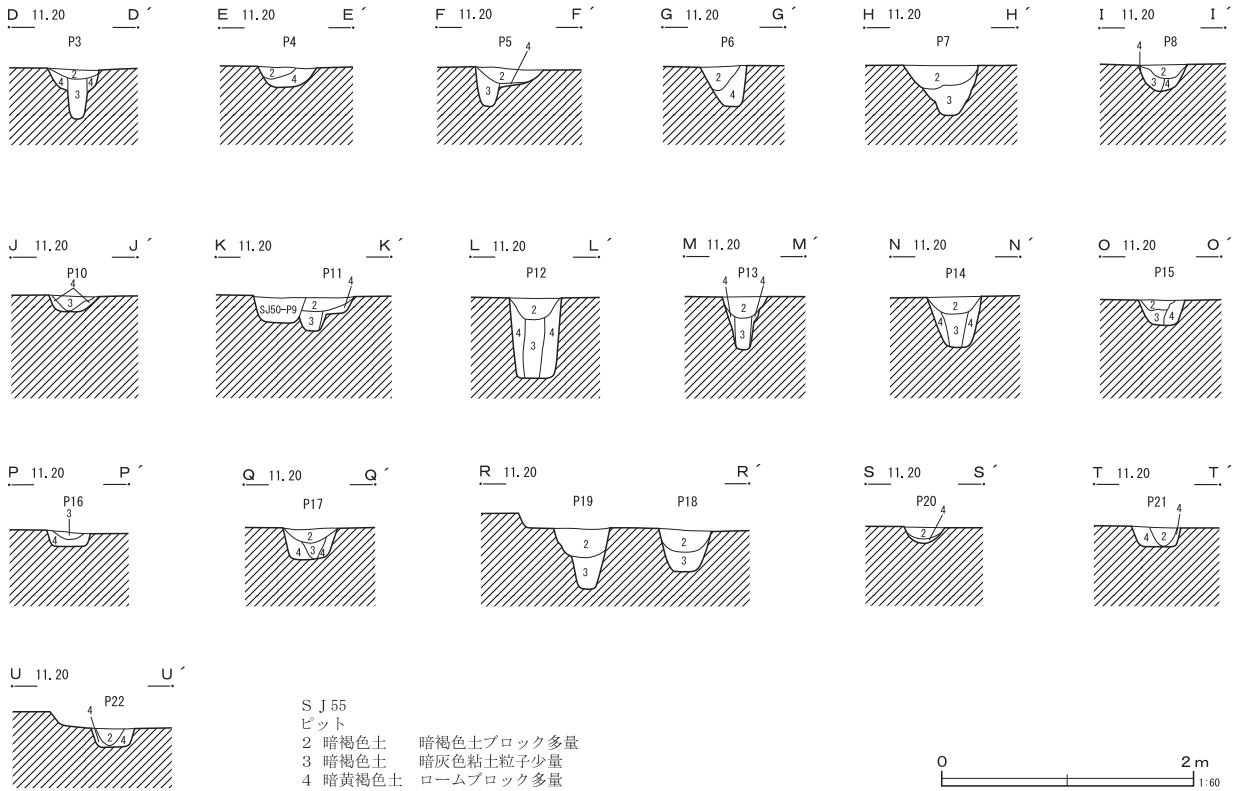 D 11.20 D´
P3
2
4 4
3
E 11.20 E´
P4
2
4
F 11.20 F´
P5 4
2
3
G 11.20 G´
P6
2
4
H 11.20 H´
P7
2
3
I 11.20 I´
4 P8
2
3 4
J 11.20 J´
P10
4
3
K 11.20 K´
P11 4
SJ50-P9 2
3
L 11.20 L´
P12
2
4 3 4
M 11.20 M´
4 P13 4
2
3
N 11.20 N´
P14
2
4 3 4
O 11.20 O´
P15
2
3 4
P 11.20 P´
P16
3
4
Q 11.20 Q´
P17
2
4 3 4
R 11.20 R´
P19 P18
2 2
3 3
S 11.20 S´
P20
4
2
T 11.20 T´
P21 4
4 2
U 11.20 U´
P22
4
2 4
SJ55
ピット
2 暗褐色土 暗褐色土ブロック多量
3 暗褐色土 暗灰色粘土粒子少量
4 暗黄褐色土 ロームブロック多量
0 2m
1:60